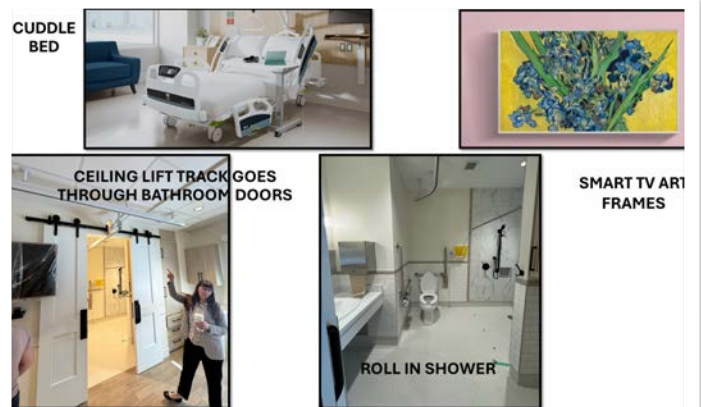 CUDDLE
BED
CEILING LIFT TRACK GOES
THROUGH BATHROOM DOORS
SMART TV ART
FRAMES
ROLL IN SHOWER